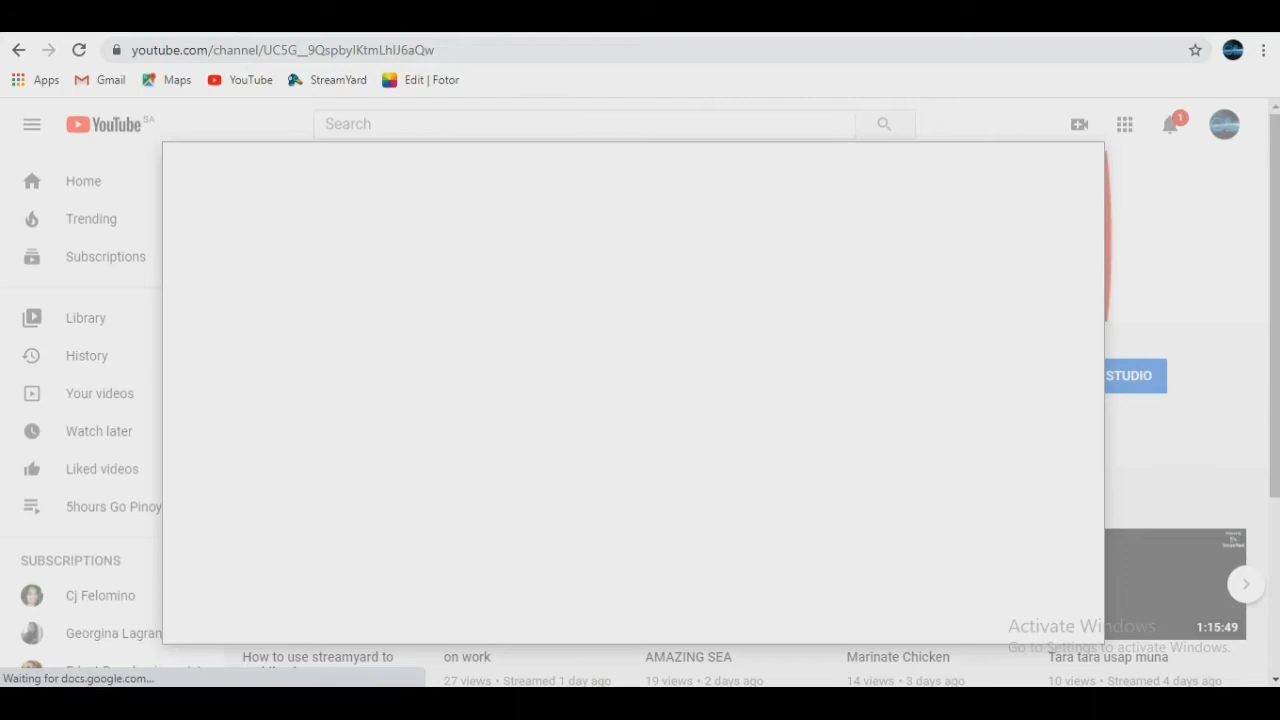 youtube.com/channel/UC5G__9QspbyIKtmLhIJ6aQw
Apps Gmail Maps YouTube StreamYard Edit | Fotor
YouTube SA Search 1
Home
Trending
Subscriptions
Library
History
STUDIO
Your videos
Watch later
Liked videos
5hours Go Pinoy
SUBSCRIPTIONS
Cj Felomino
Georgina Lagran
Activate Windows
1:15:49
Go to Settings to activate Windows.
How to use streamyard to on work AMAZING SEA Marinate Chicken Tara tara usap muna
27 views • Streamed 1 day ago 19 views • 2 days ago 14 views • 3 days ago 10 views • Streamed 4 days ago
Waiting for docs.google.com...